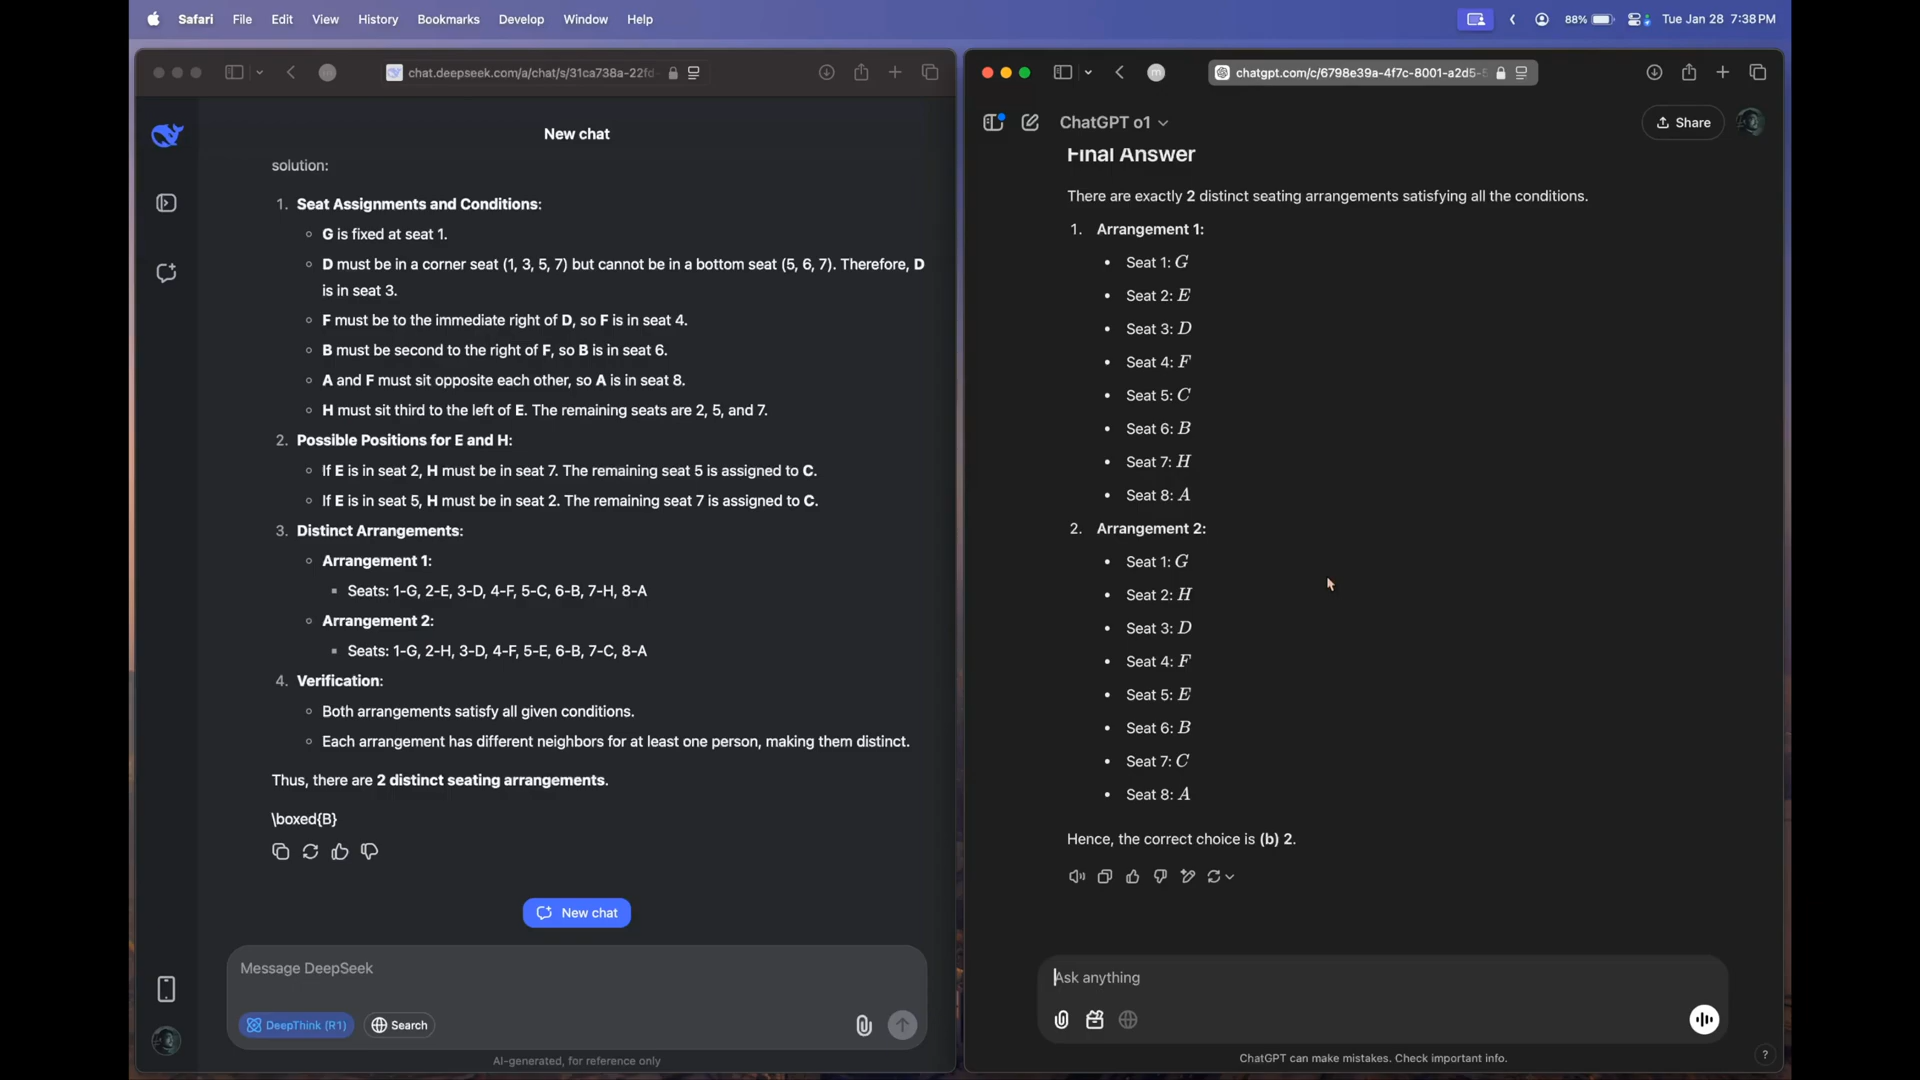 Safari File Edit View History Bookmarks Develop Window Help
88% Tue Jan 28 7:38 PM
chat.deepseek.com/a/chat/s/31ca738a-22fd-
New chat
solution:
1. Seat Assignments and Conditions:
◦ G is fixed at seat 1.
◦ D must be in a corner seat (1, 3, 5, 7) but cannot be in a bottom seat (5, 6, 7). Therefore, D
is in seat 3.
◦ F must be to the immediate right of D, so F is in seat 4.
◦ B must be second to the right of F, so B is in seat 6.
◦ A and F must sit opposite each other, so A is in seat 8.
◦ H must sit third to the left of E. The remaining seats are 2, 5, and 7.
2. Possible Positions for E and H:
◦ If E is in seat 2, H must be in seat 7. The remaining seat 5 is assigned to C.
◦ If E is in seat 5, H must be in seat 2. The remaining seat 7 is assigned to C.
3. Distinct Arrangements:
◦ Arrangement 1:
▪ Seats: 1-G, 2-E, 3-D, 4-F, 5-C, 6-B, 7-H, 8-A
◦ Arrangement 2:
▪ Seats: 1-G, 2-H, 3-D, 4-F, 5-E, 6-B, 7-C, 8-A
4. Verification:
◦ Both arrangements satisfy all given conditions.
◦ Each arrangement has different neighbors for at least one person, making them distinct.
Thus, there are 2 distinct seating arrangements.
\boxed{B}
New chat
Message DeepSeek
DeepThink (R1) Search
AI-generated, for reference only
chatgpt.com/c/6798e39a-4f7c-8001-a2d5-
ChatGPT o1
Share
Final Answer
There are exactly 2 distinct seating arrangements satisfying all the conditions.
1. Arrangement 1:
• Seat 1: G
• Seat 2: E
• Seat 3: D
• Seat 4: F
• Seat 5: C
• Seat 6: B
• Seat 7: H
• Seat 8: A
2. Arrangement 2:
• Seat 1: G
• Seat 2: H
• Seat 3: D
• Seat 4: F
• Seat 5: E
• Seat 6: B
• Seat 7: C
• Seat 8: A
Hence, the correct choice is (b) 2.
Ask anything
ChatGPT can make mistakes. Check important info.
?